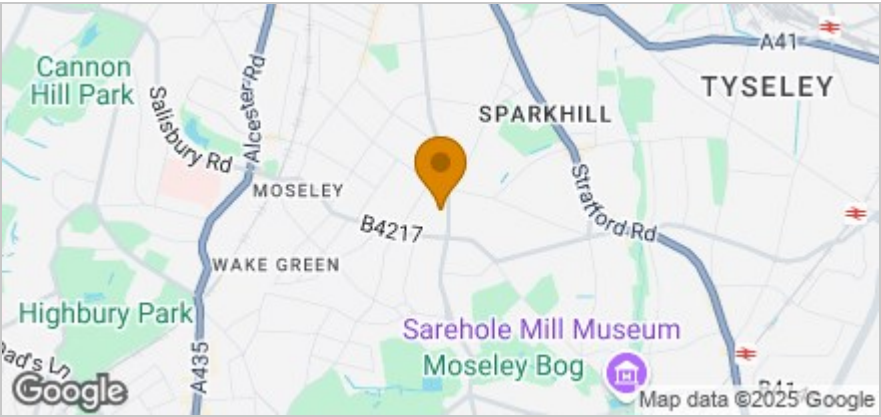 A41
Cannon
Hill Park
TYSELEY
Salisbury Rd
Alcester Rd
SPARKHILL
MOSELEY
Stratford Rd
B4217
WAKE GREEN
Highbury Park
Sarehole Mill Museum
Moseley Bog
A435
Google
Map data ©2025 Google